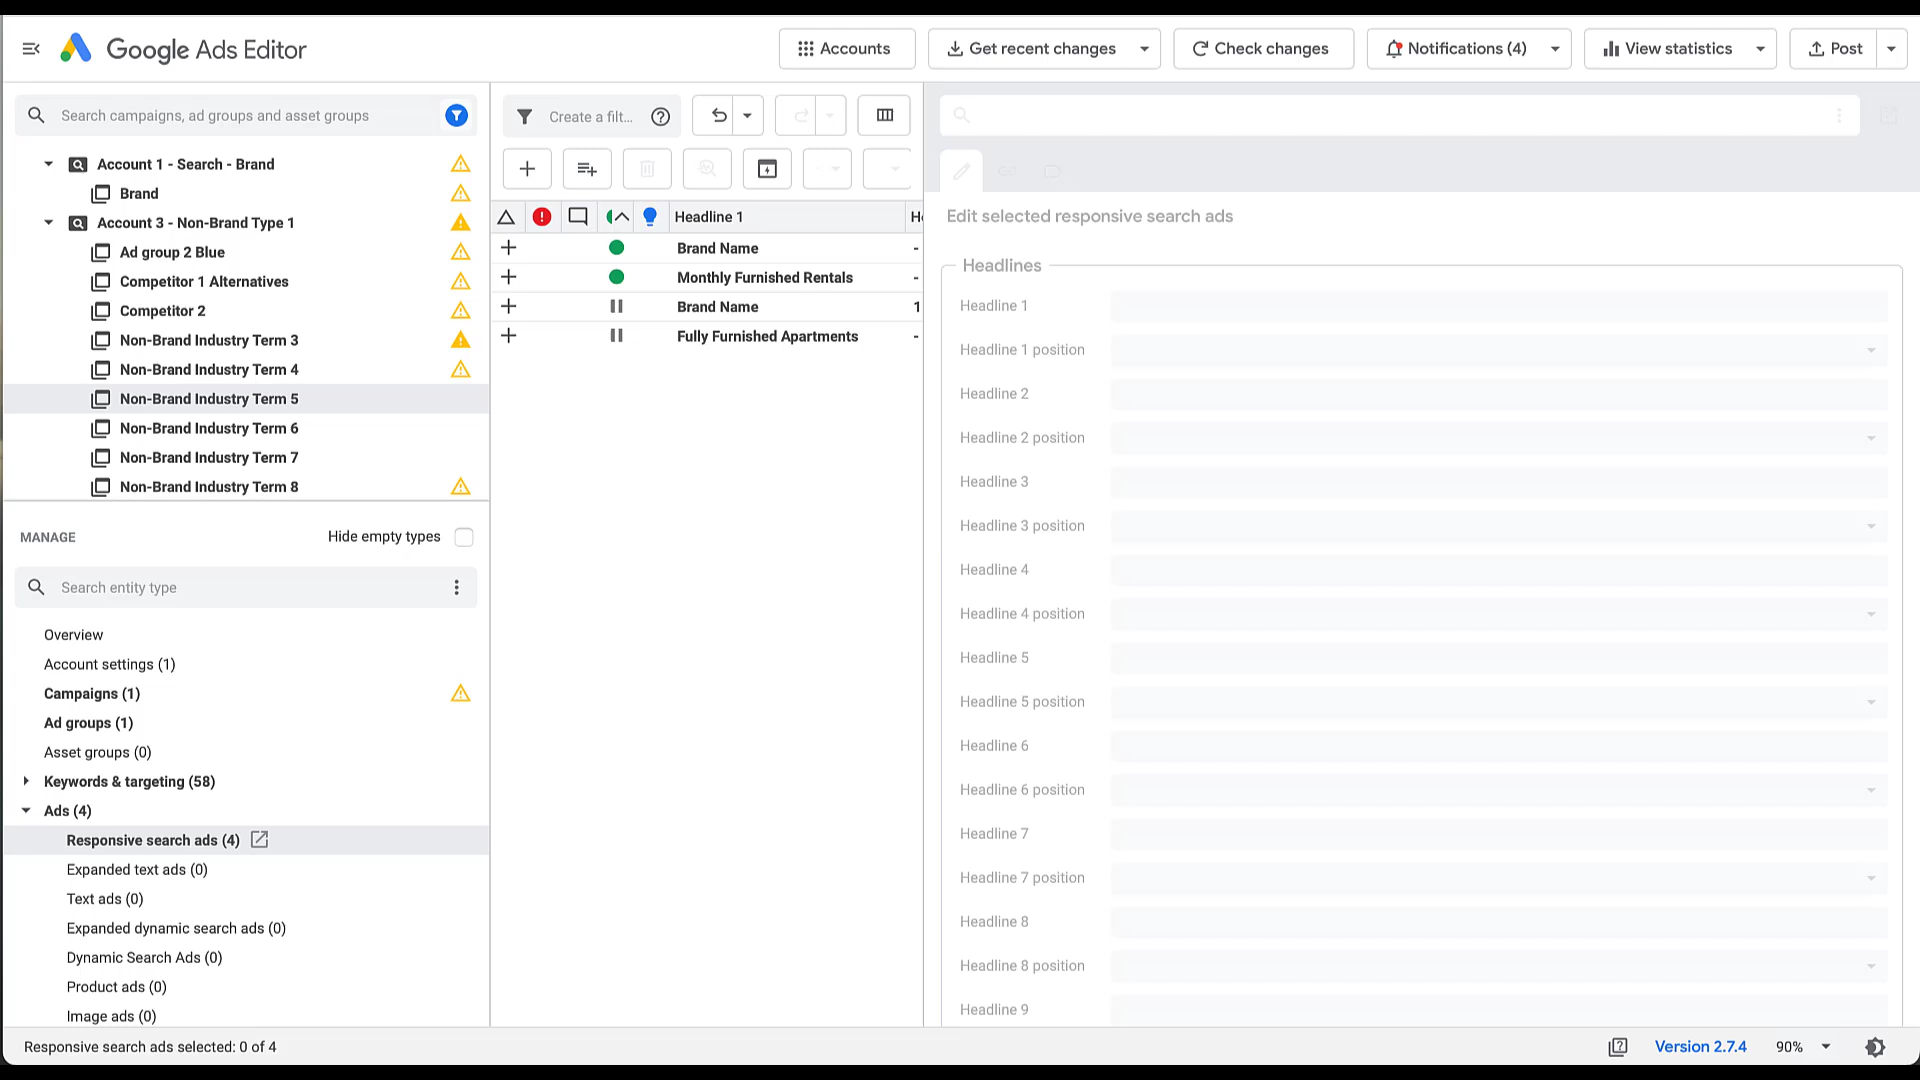 Google Ads Editor
Accounts
Get recent changes
Check changes
Notifications (4)
View statistics
Post
Search campaigns, ad groups and asset groups
Account 1 - Search - Brand
Brand
Account 3 - Non-Brand Type 1
Ad group 2 Blue
Competitor 1 Alternatives
Competitor 2
Non-Brand Industry Term 3
Non-Brand Industry Term 4
Non-Brand Industry Term 5
Non-Brand Industry Term 6
Non-Brand Industry Term 7
Non-Brand Industry Term 8
MANAGE
Hide empty types
Search entity type
Overview
Account settings (1)
Campaigns (1)
Ad groups (1)
Asset groups (0)
Keywords & targeting (58)
Ads (4)
Responsive search ads (4)
Expanded text ads (0)
Text ads (0)
Expanded dynamic search ads (0)
Dynamic Search Ads (0)
Product ads (0)
Image ads (0)
Create a filt...
Headline 1
Brand Name -
Monthly Furnished Rentals -
Brand Name 1
Fully Furnished Apartments -
Edit selected responsive search ads
Headlines
Headline 1
Headline 1 position
Headline 2
Headline 2 position
Headline 3
Headline 3 position
Headline 4
Headline 4 position
Headline 5
Headline 5 position
Headline 6
Headline 6 position
Headline 7
Headline 7 position
Headline 8
Headline 8 position
Headline 9
Responsive search ads selected: 0 of 4
Version 2.7.4
90%